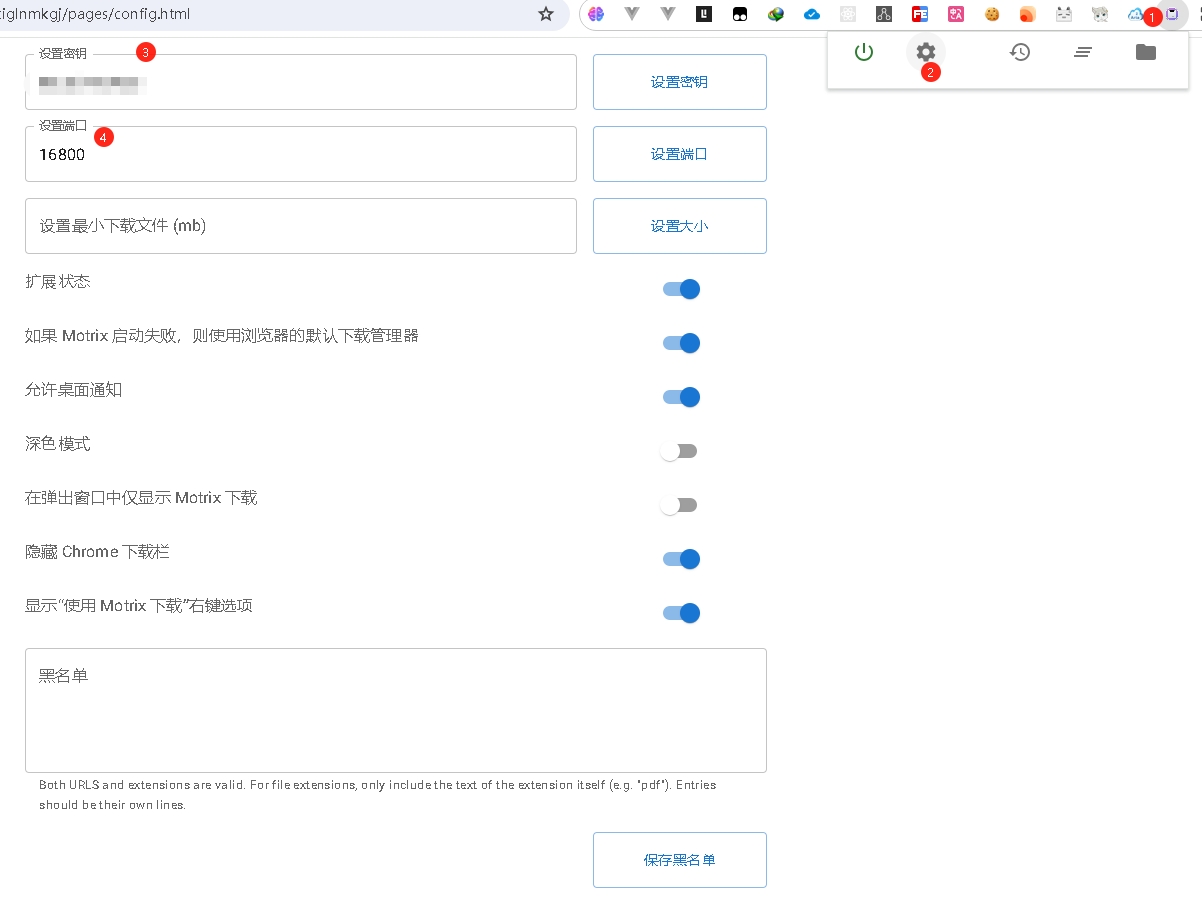 iglnmkgj/pages/config.html
1
2
设置密钥
3
设置密钥
设置端口
4
16800
设置端口
设置最小下载文件 (mb)
设置大小
扩展状态
如果 Motrix 启动失败，则使用浏览器的默认下载管理器
允许桌面通知
深色模式
在弹出窗口中仅显示 Motrix 下载
隐藏 Chrome 下载栏
显示“使用 Motrix 下载”右键选项
黑名单
Both URLS and extensions are valid. For file extensions, only include the text of the extension itself (e.g. "pdf"). Entries
should be their own lines.
保存黑名单